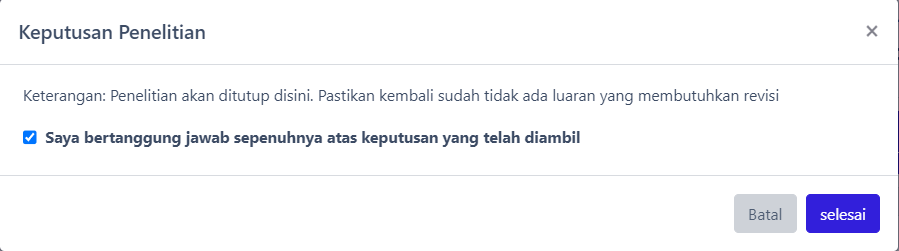 Keputusan Penelitian
×
Keterangan: Penelitian akan ditutup disini. Pastikan kembali sudah tidak ada luaran yang membutuhkan revisi
Saya bertanggung jawab sepenuhnya atas keputusan yang telah diambil
Batal selesai